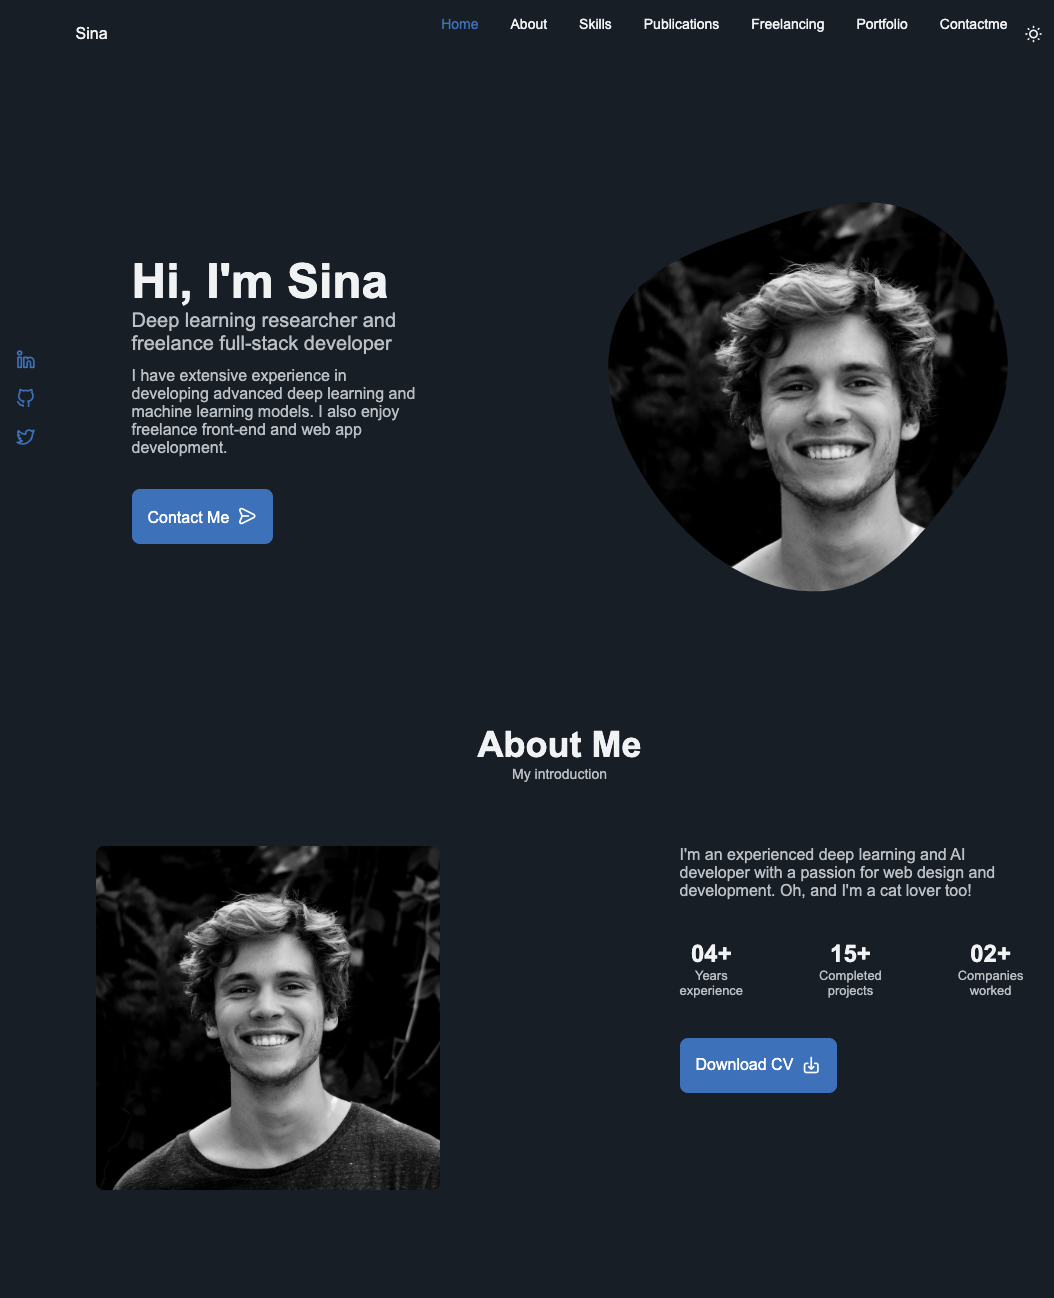 Sina
Home About Skills Publications Freelancing Portfolio Contactme
Hi, I'm Sina
Deep learning researcher and
freelance full-stack developer
I have extensive experience in
developing advanced deep learning and
machine learning models. I also enjoy
freelance front-end and web app
development.
Contact Me
About Me
My introduction
I'm an experienced deep learning and AI
developer with a passion for web design and
development. Oh, and I'm a cat lover too!
04+
Years
experience
15+
Completed
projects
02+
Companies
worked
Download CV